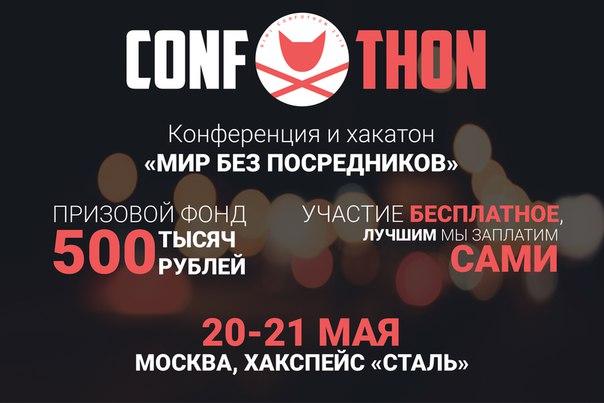 CONF THON
Конференция и хакатон
«МИР БЕЗ ПОСРЕДНИКОВ»
ПРИЗОВОЙ ФОНД
500 ТЫСЯЧ
РУБЛЕЙ
УЧАСТИЕ БЕСПЛАТНОЕ,
ЛУЧШИМ МЫ ЗАПЛАТИМ
САМИ
20-21 МАЯ
МОСКВА, ХАКСПЕЙС «СТАЛЬ»